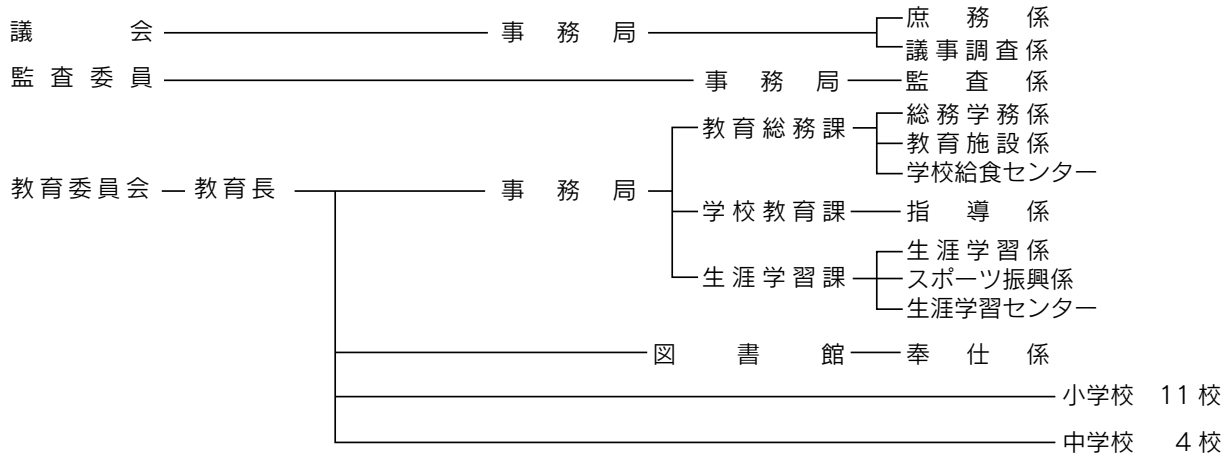 庶務係
議会 事務局
議事調査係
監査委員 事務局 監査係
総務学務係
教育総務課
教育施設係
学校給食センター
教育委員会 教育長 事務局
学校教育課 指導係
生涯学習係
生涯学習課 スポーツ振興係
生涯学習センター
図書館 奉仕係
小学校 11校
中学校 4校